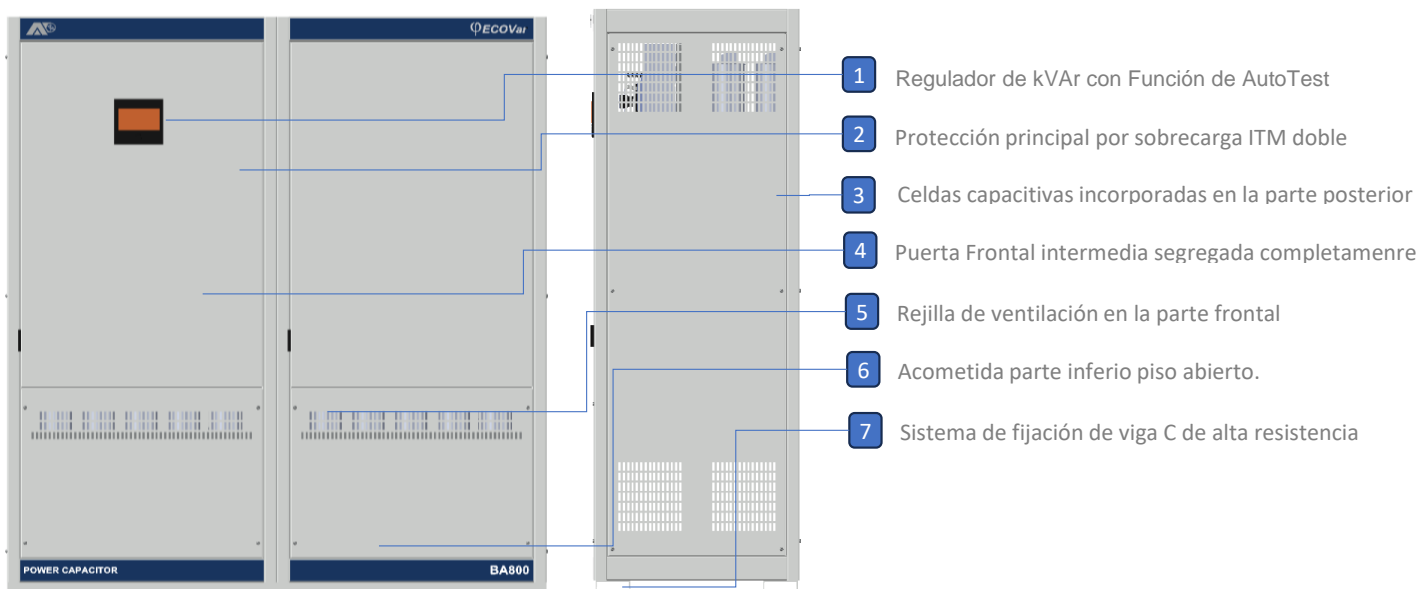 φECOVar
1 Regulador de kVAr con Función de AutoTest
2 Protección principal por sobrecarga ITM doble
3 Celdas capacitivas incorporadas en la parte posterior
4 Puerta Frontal intermedia segregada completamenre
5 Rejilla de ventilación en la parte frontal
6 Acometida parte inferio piso abierto.
7 Sistema de fijación de viga C de alta resistencia
POWER CAPACITOR
BA800